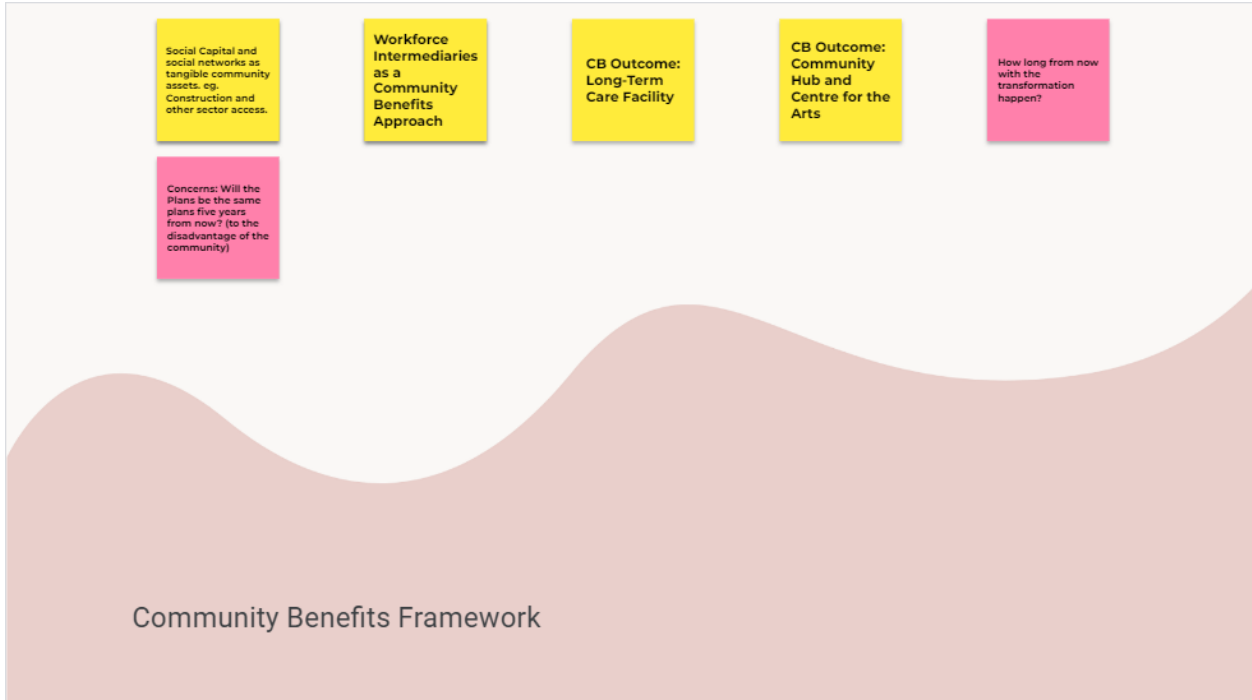 Social Capital and
social networks as
tangible community
assets. eg.
Construction and
other sector access.
Workforce
Intermediaries
as a
Community
Benefits
Approach
CB Outcome:
Long-Term
Care Facility
CB Outcome:
Community
Hub and
Centre for the
Arts
How long from now
with the
transformation
happen?
Concerns: Will the
Plans be the same
plans five years
from now? (to the
disadvantage of the
community)
Community Benefits Framework